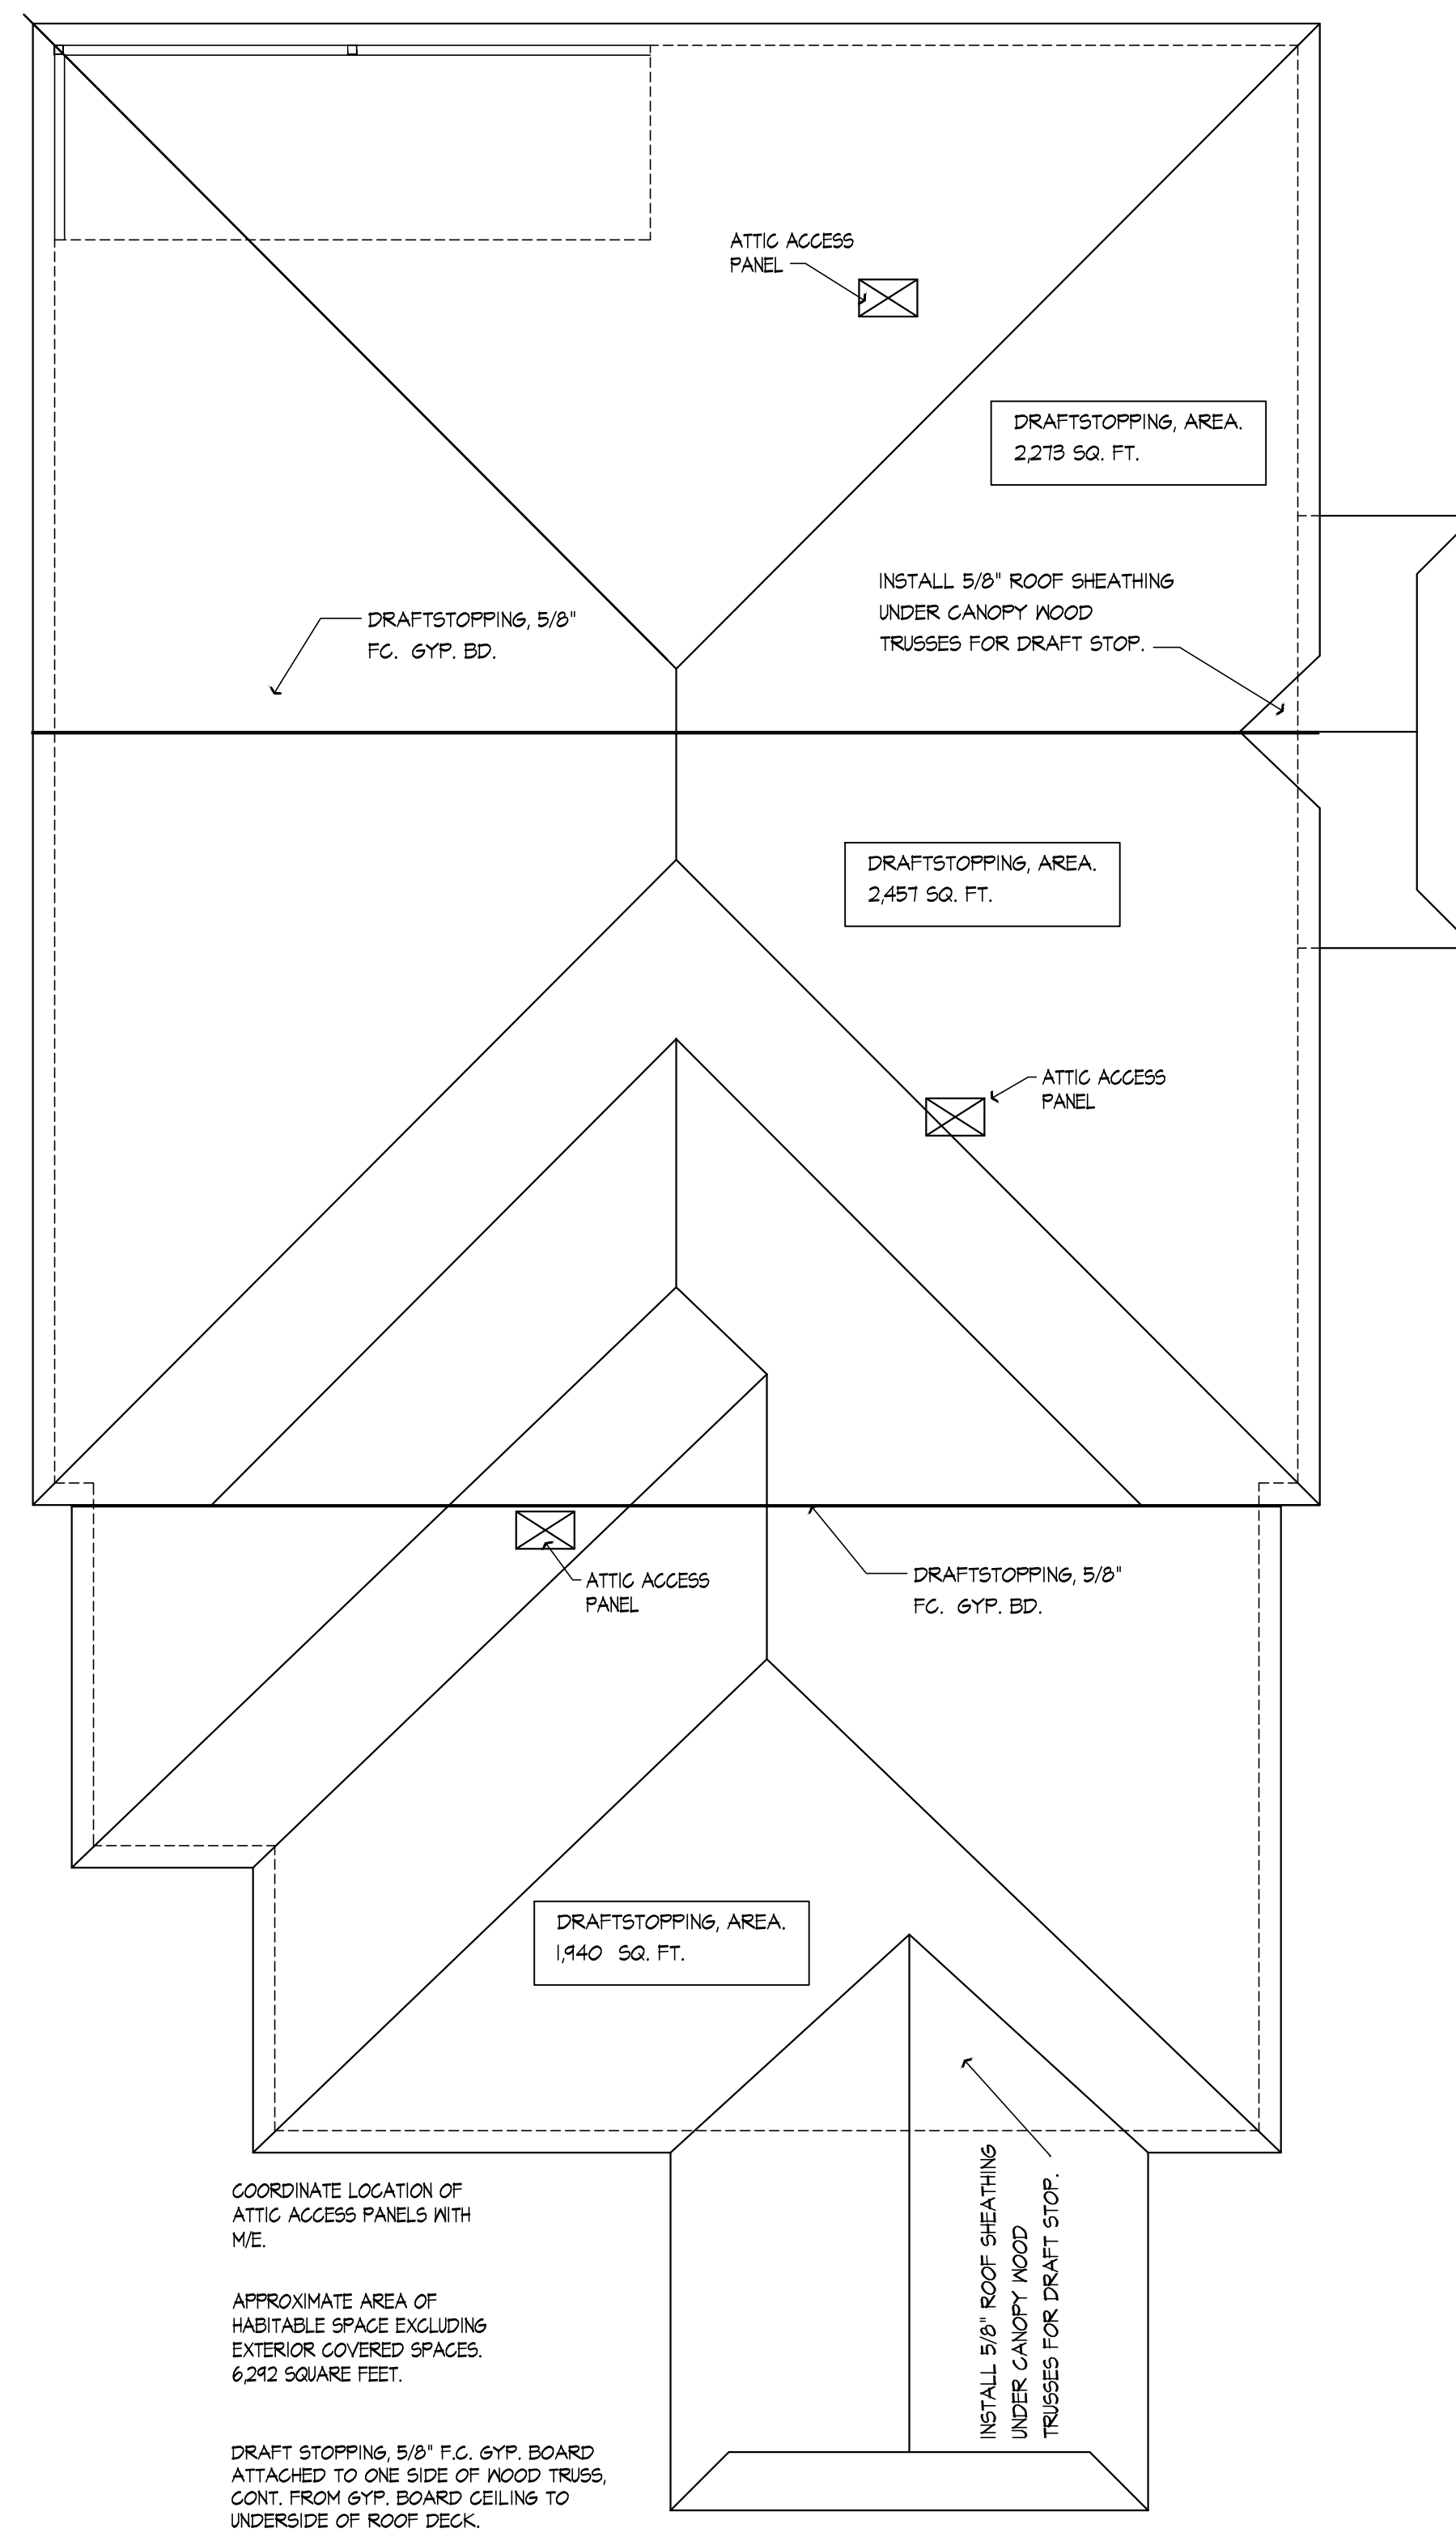 ATTIC ACCESS
PANEL
DRAFTSTOPPING, AREA.
2,273 SQ. FT.
INSTALL 5/8" ROOF SHEATHING
UNDER CANOPY WOOD
TRUSSES FOR DRAFT STOP.
DRAFTSTOPPING, 5/8"
FC. GYP. BD.
DRAFTSTOPPING, AREA.
2,457 SQ. FT.
ATTIC ACCESS
PANEL
ATTIC ACCESS
PANEL
DRAFTSTOPPING, 5/8"
FC. GYP. BD.
DRAFTSTOPPING, AREA.
1,940 SQ. FT.
INSTALL 5/8" ROOF SHEATHING
UNDER CANOPY WOOD
TRUSSES FOR DRAFT STOP.
COORDINATE LOCATION OF
ATTIC ACCESS PANELS WITH
M/E.
APPROXIMATE AREA OF
HABITABLE SPACE EXCLUDING
EXTERIOR COVERED SPACES.
6,292 SQUARE FEET.
DRAFT STOPPING, 5/8" F.C. GYP. BOARD
ATTACHED TO ONE SIDE OF WOOD TRUSS,
CONT. FROM GYP. BOARD CEILING TO
UNDERSIDE OF ROOF DECK.